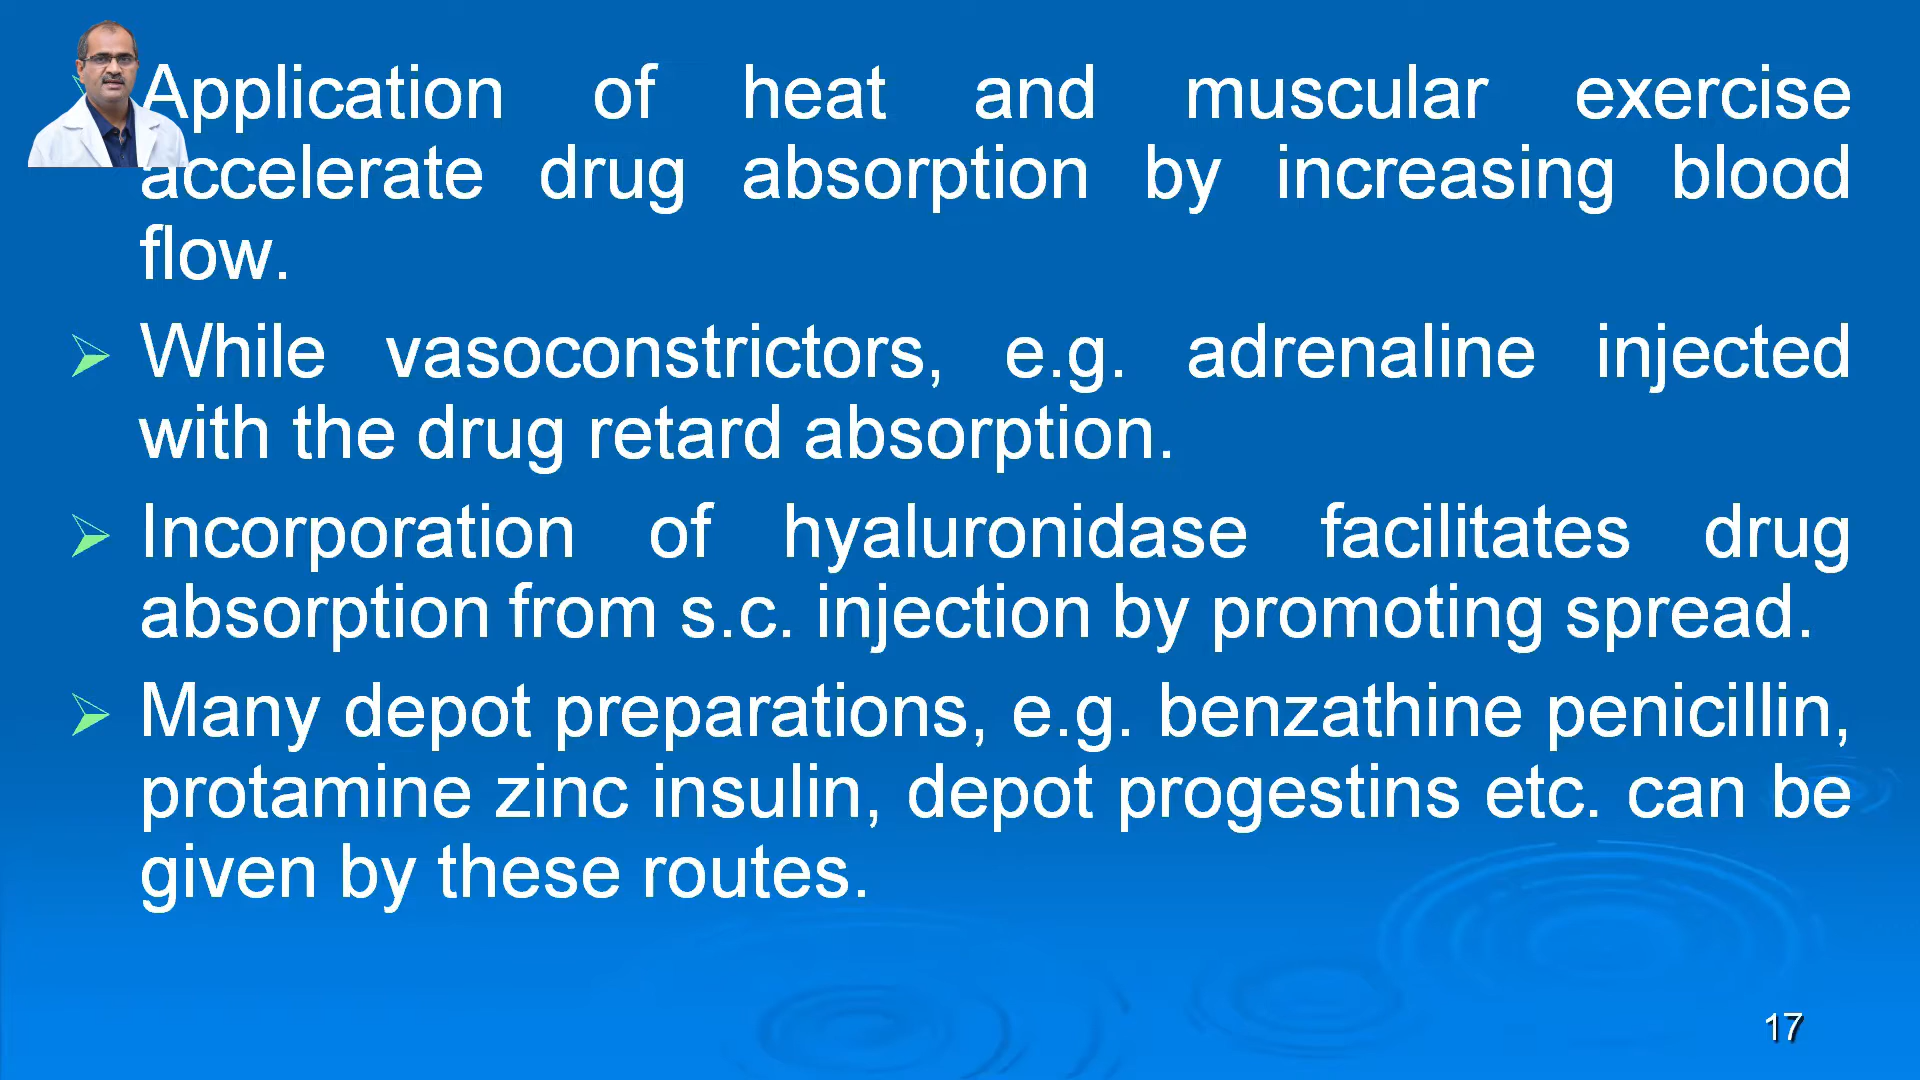 Application of heat and muscular exercise
accelerate drug absorption by increasing blood
flow.
While vasoconstrictors, e.g. adrenaline injected
with the drug retard absorption.
Incorporation of hyaluronidase facilitates drug
absorption from s.c. injection by promoting spread.
Many depot preparations, e.g. benzathine penicillin,
protamine zinc insulin, depot progestins etc. can be
given by these routes.
17